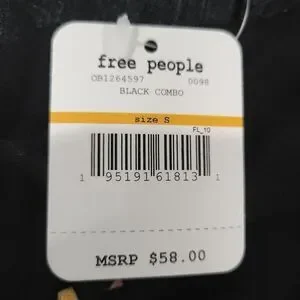 free people
OB1264597 0098
BLACK COMBO
size S
FL_10
1 95191 61813 1
MSRP $58.00